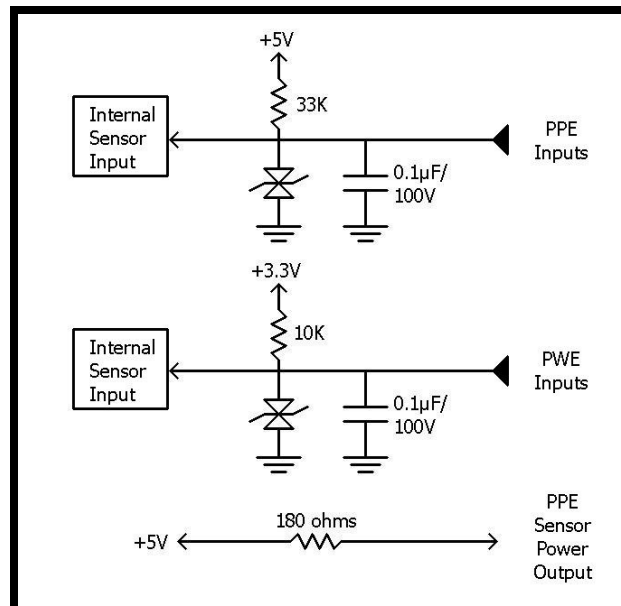 +5V
33K
Internal
Sensor
Input
PPE
Inputs
0.1µF/
100V
+3.3V
10K
Internal
Sensor
Input
PWE
Inputs
0.1µF/
100V
180 ohms
+5V
PPE
Sensor
Power
Output